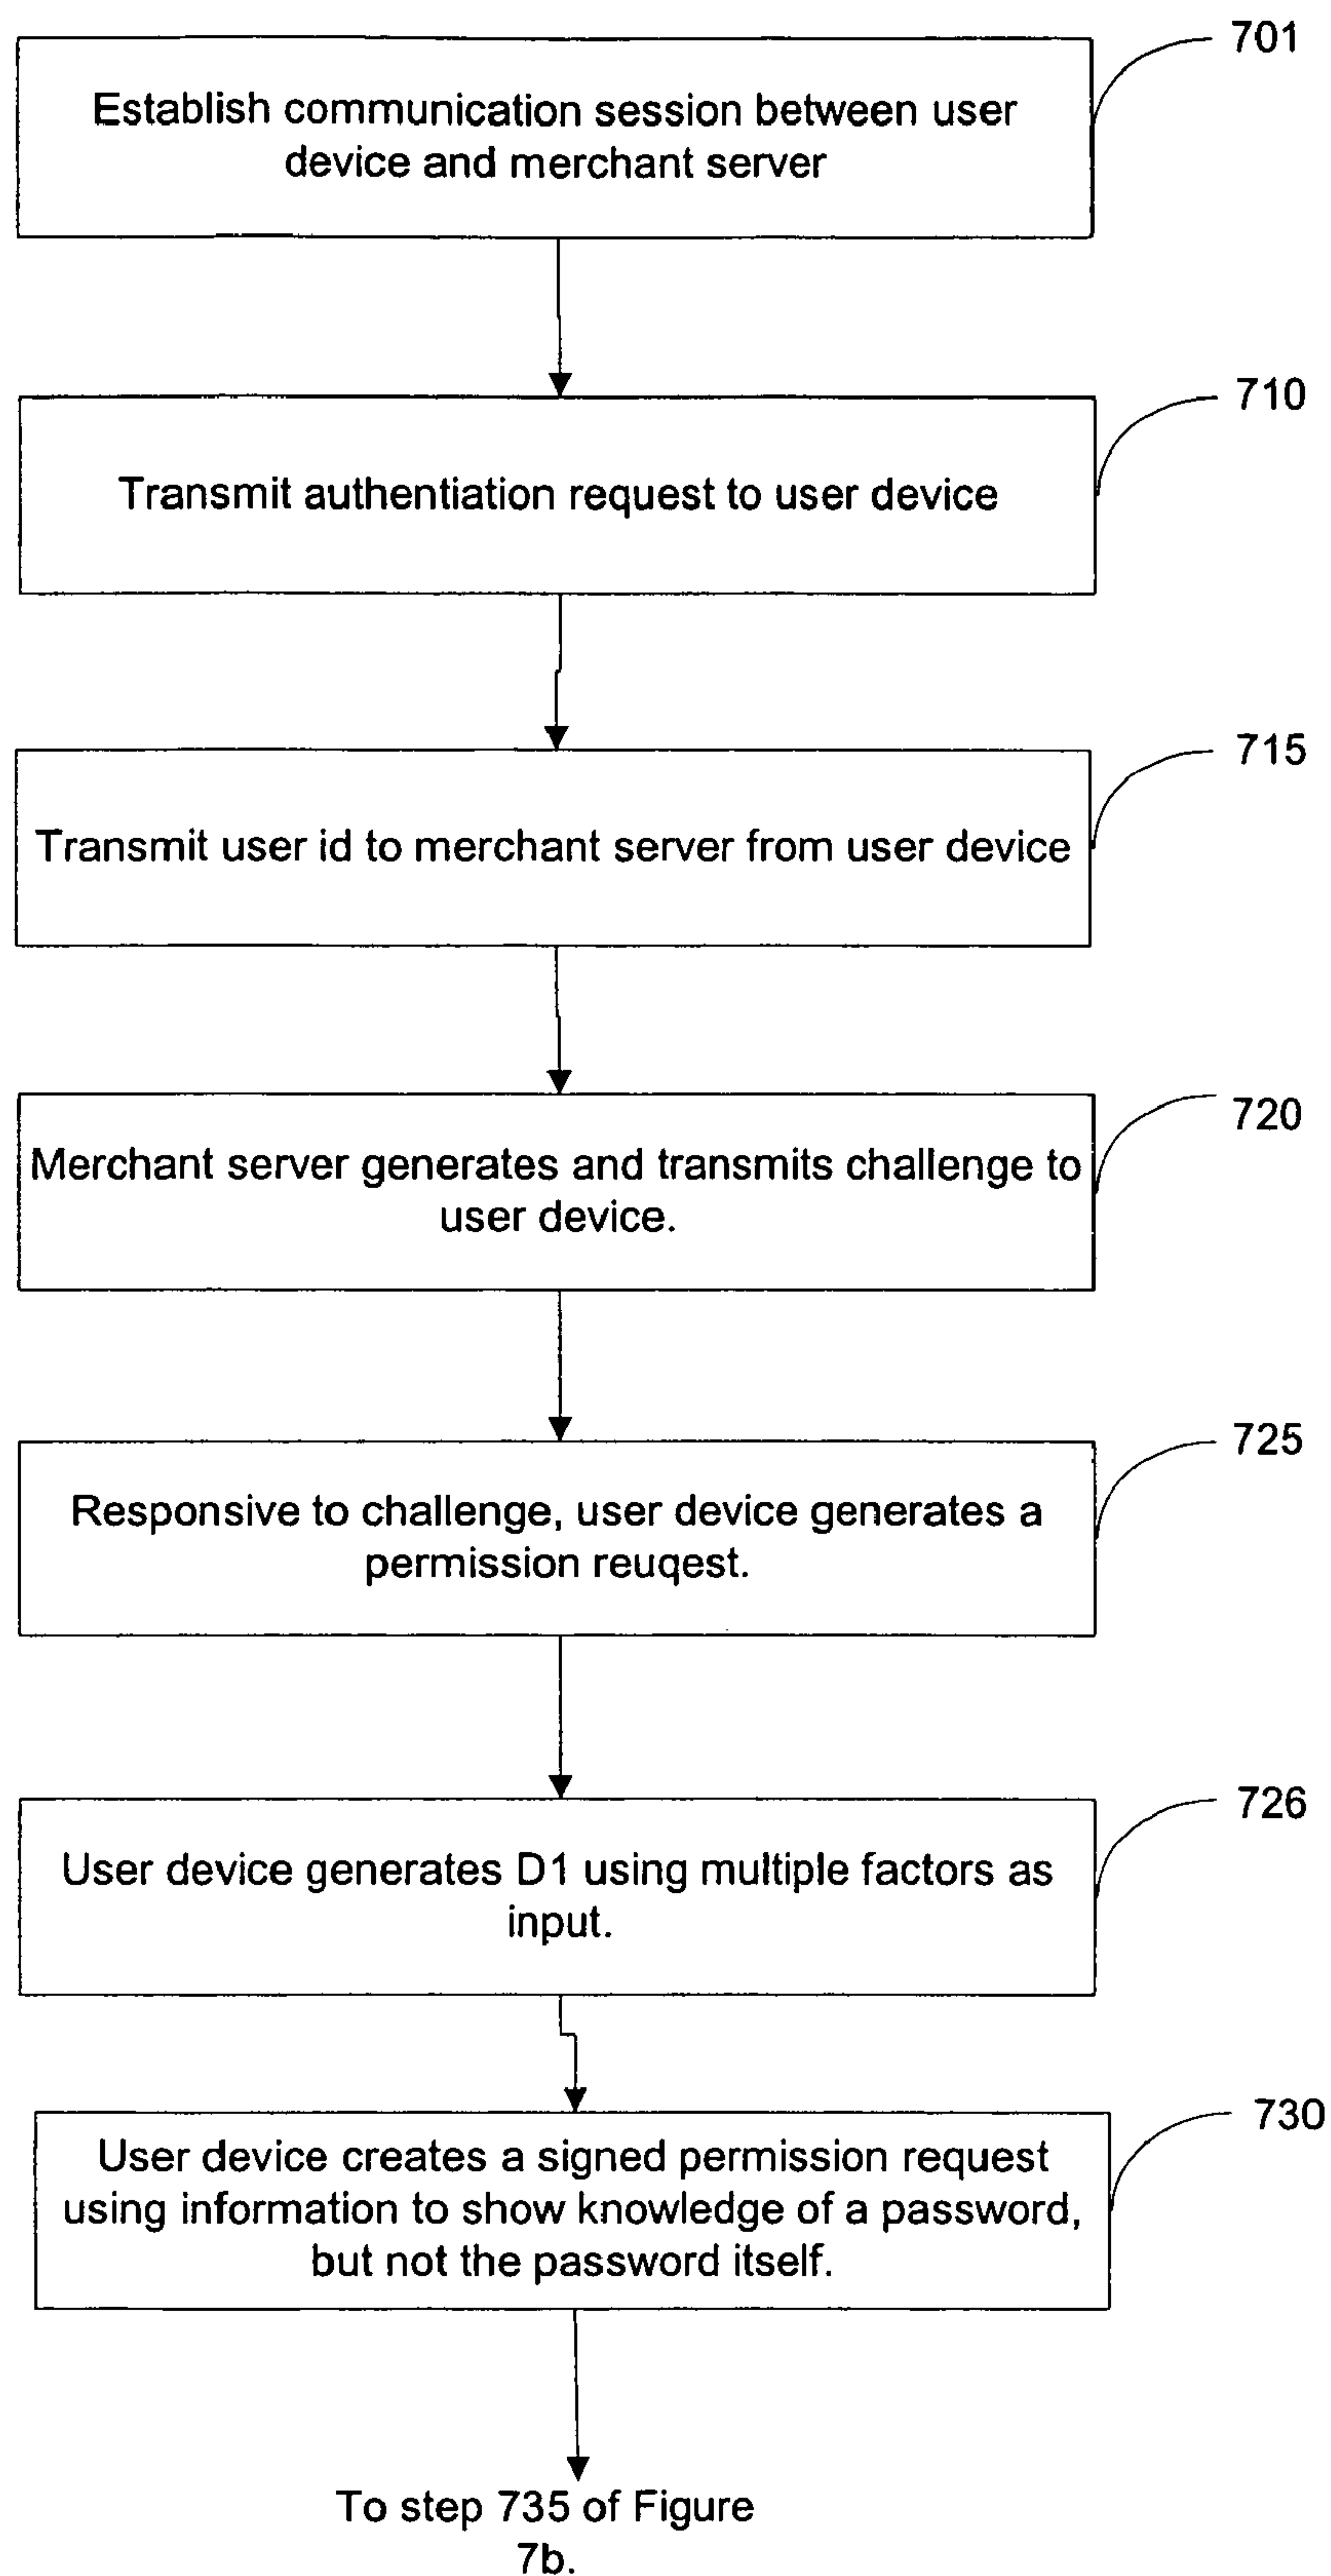 701
Establish communication session between user
device and merchant server
710
Transmit authentiation request to user device
715
Transmit user id to merchant server from user device
720
Merchant server generates and transmits challenge to
user device.
725
Responsive to challenge, user device generates a
permission reuqest.
726
User device generates D1 using multiple factors as
input.
730
User device creates a signed permission request
using information to show knowledge of a password,
but not the password itself.
To step 735 of Figure
7b.